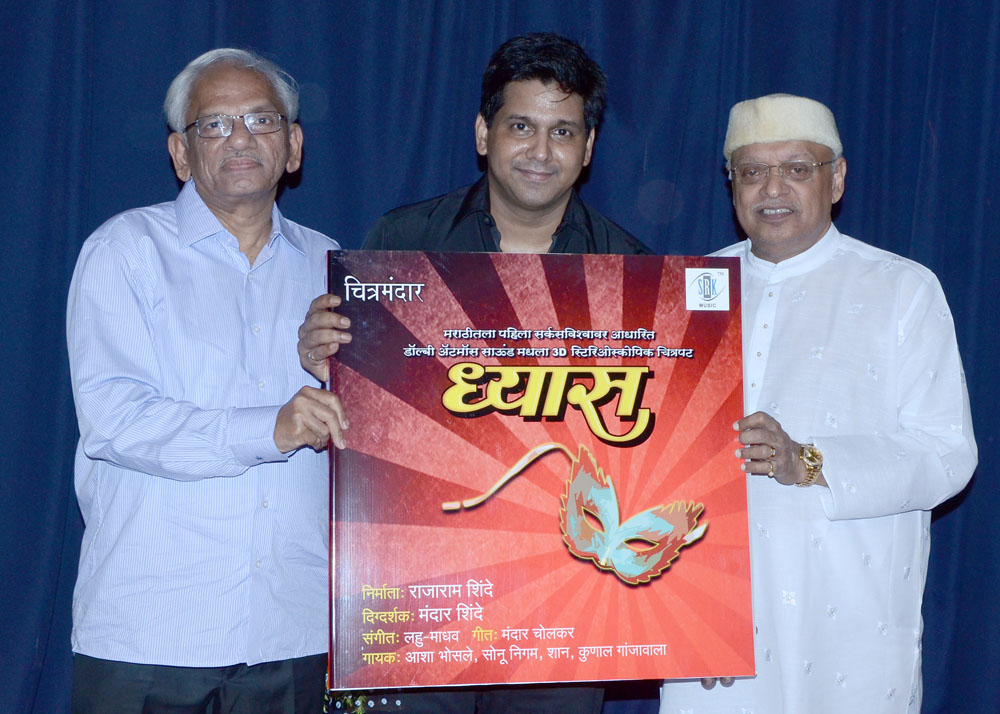 चित्रमंदार
TM
SRK
MUSIC
मराठीतला पहिला सर्कसविश्वावर आधारित
डॉल्बी ॲटमॉस साऊंड मधला 3D स्टिरिओस्कोपिक चित्रपट
ध्यास
निर्माता: राजाराम शिंदे
दिग्दर्शक: मंदार शिंदे
संगीत: लहु-माधव गीत: मंदार चोलकर
गायक: आशा भोसले, सोनू निगम, शान, कुणाल गांजावाला